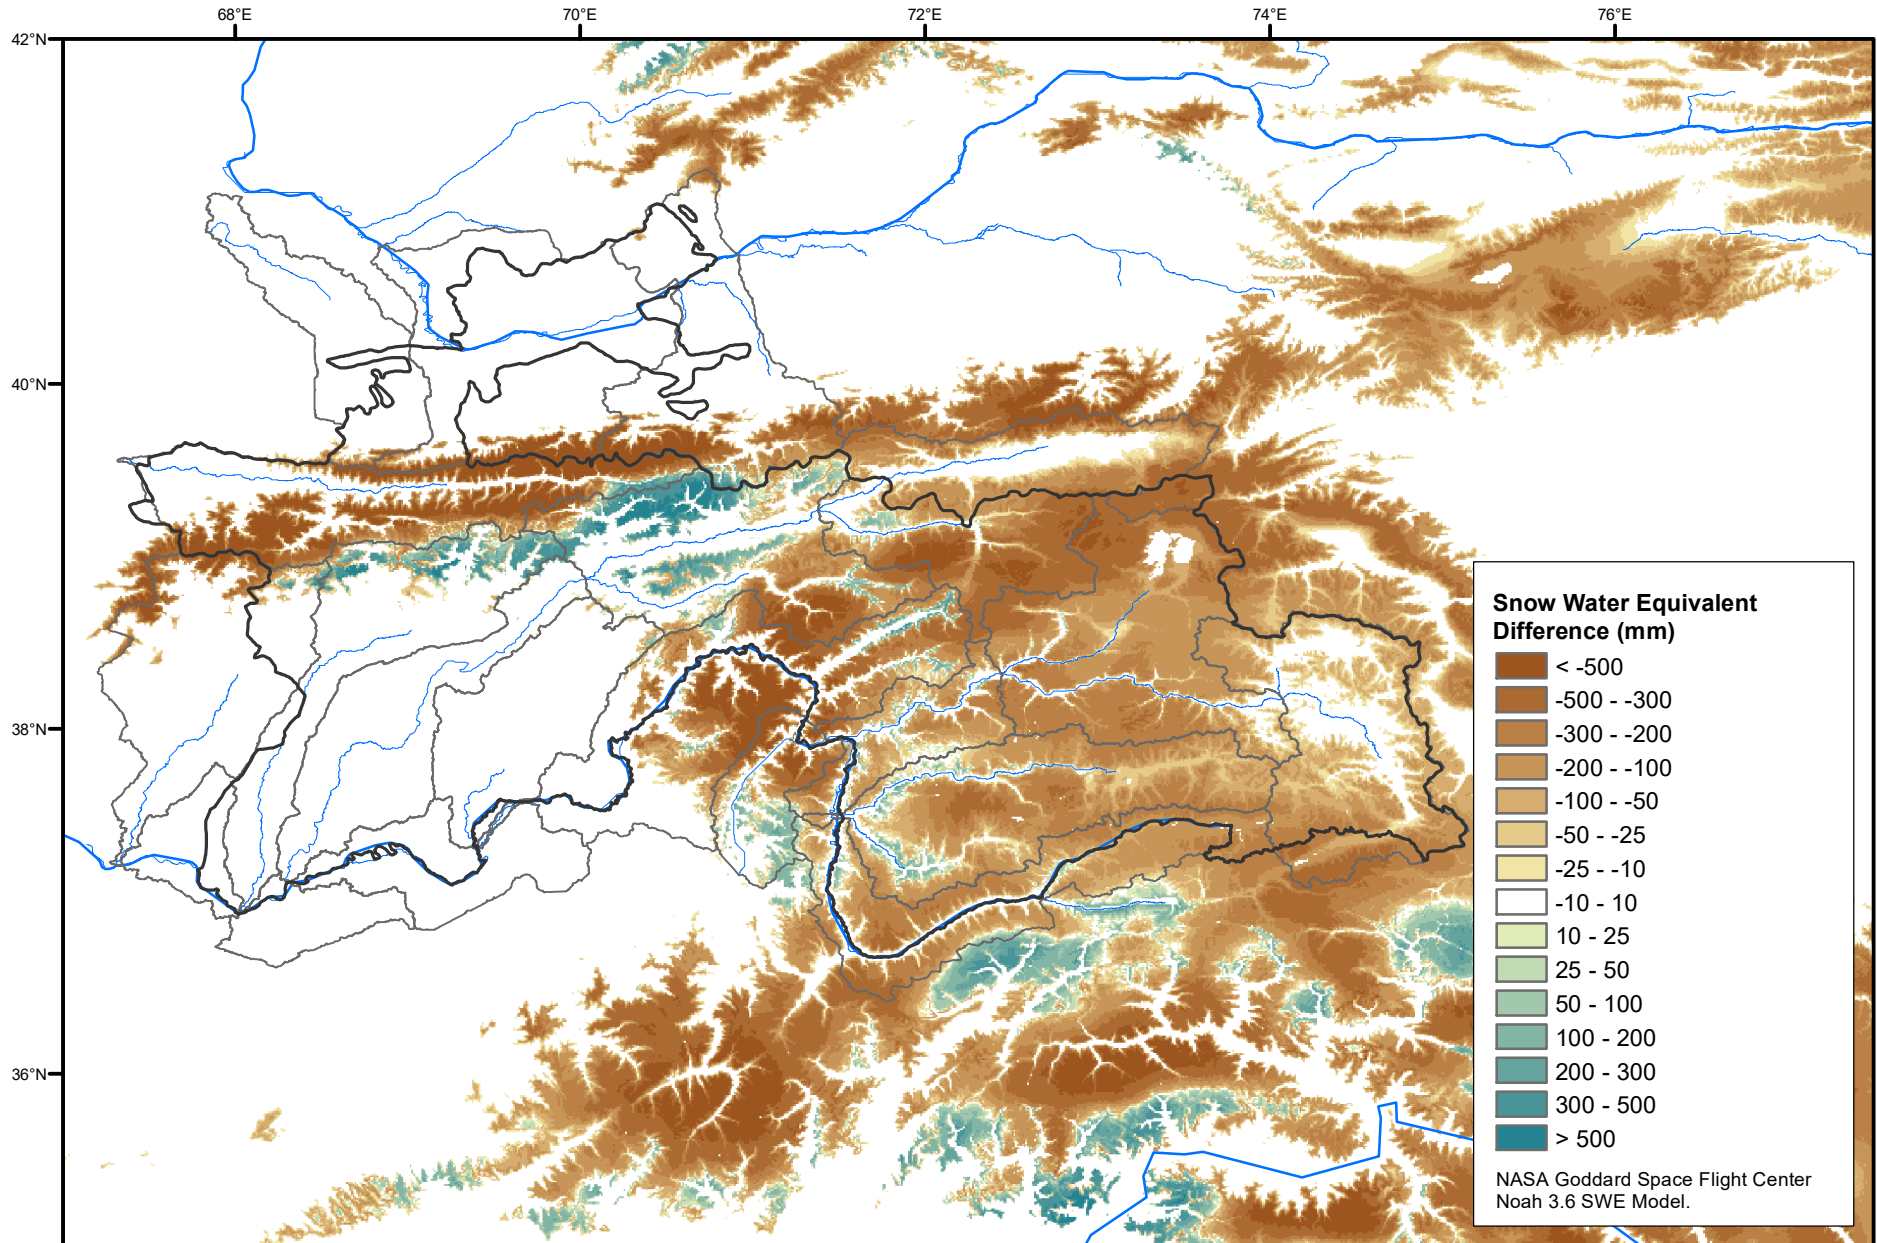 68°E
70°E
72°E
74°E
76°E
42°N
40°N
38°N
36°N
Snow Water Equivalent
Difference (mm)
< -500
-500 - -300
-300 - -200
-200 - -100
-100 - -50
-50 - -25
-25 - -10
-10 - 10
10 - 25
25 - 50
50 - 100
100 - 200
200 - 300
300 - 500
> 500
NASA Goddard Space Flight Center
Noah 3.6 SWE Model.